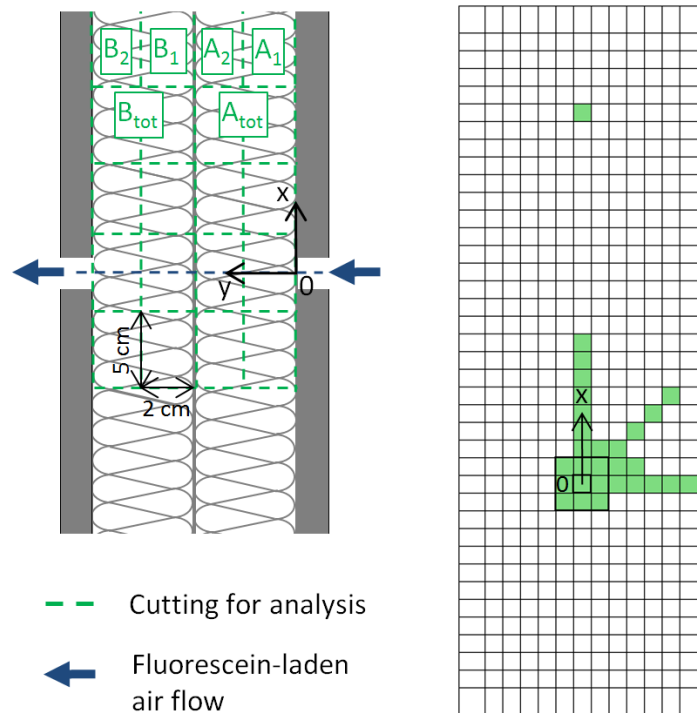 B2 B1 A2 A1
Btot Atot
x
y 0
5 cm
2 cm
x
0
Cutting for analysis
Fluorescein-laden
air flow